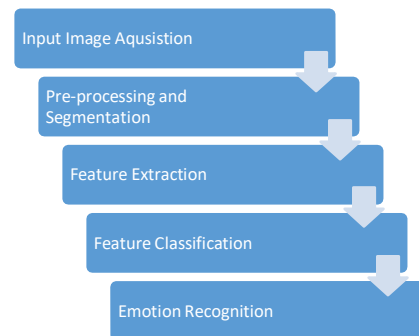 Input Image Aqusistion
Pre-processing and
Segmentation
Feature Extraction
Feature Classification
Emotion Recognition